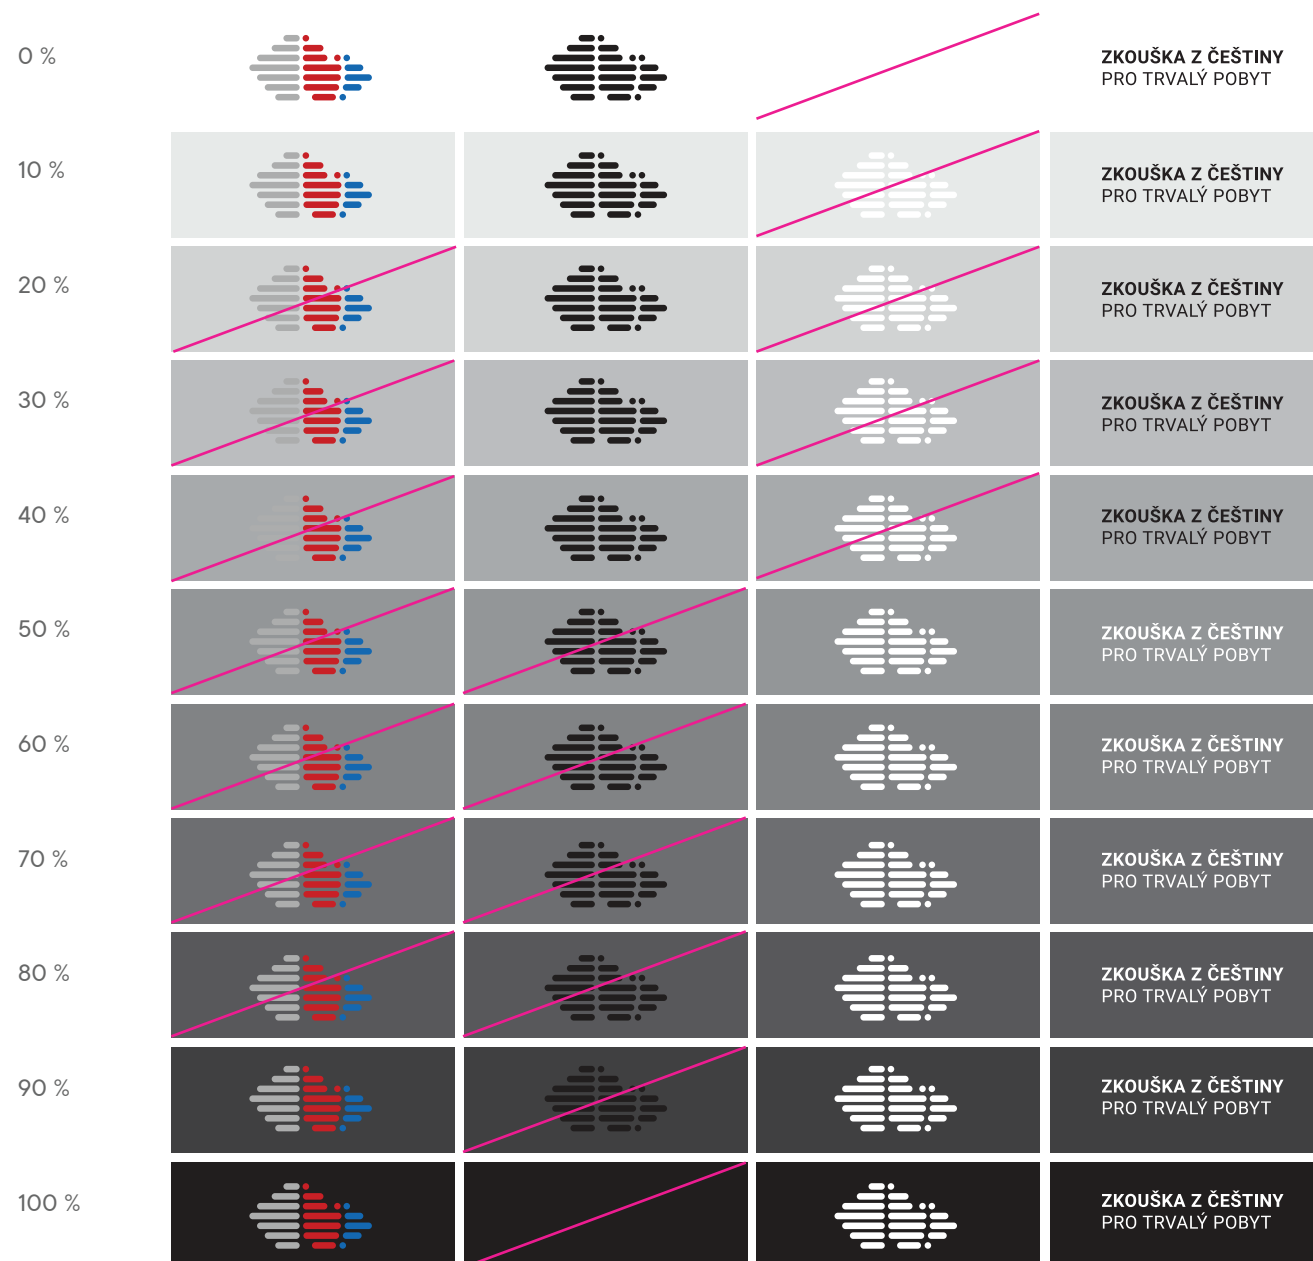 0 %
ZKOUŠKA Z ČEŠTINY
PRO TRVALÝ POBYT
10 %
ZKOUŠKA Z ČEŠTINY
PRO TRVALÝ POBYT
20 %
ZKOUŠKA Z ČEŠTINY
PRO TRVALÝ POBYT
30 %
ZKOUŠKA Z ČEŠTINY
PRO TRVALÝ POBYT
40 %
ZKOUŠKA Z ČEŠTINY
PRO TRVALÝ POBYT
50 %
ZKOUŠKA Z ČEŠTINY
PRO TRVALÝ POBYT
60 %
ZKOUŠKA Z ČEŠTINY
PRO TRVALÝ POBYT
70 %
ZKOUŠKA Z ČEŠTINY
PRO TRVALÝ POBYT
80 %
ZKOUŠKA Z ČEŠTINY
PRO TRVALÝ POBYT
90 %
ZKOUŠKA Z ČEŠTINY
PRO TRVALÝ POBYT
100 %
ZKOUŠKA Z ČEŠTINY
PRO TRVALÝ POBYT